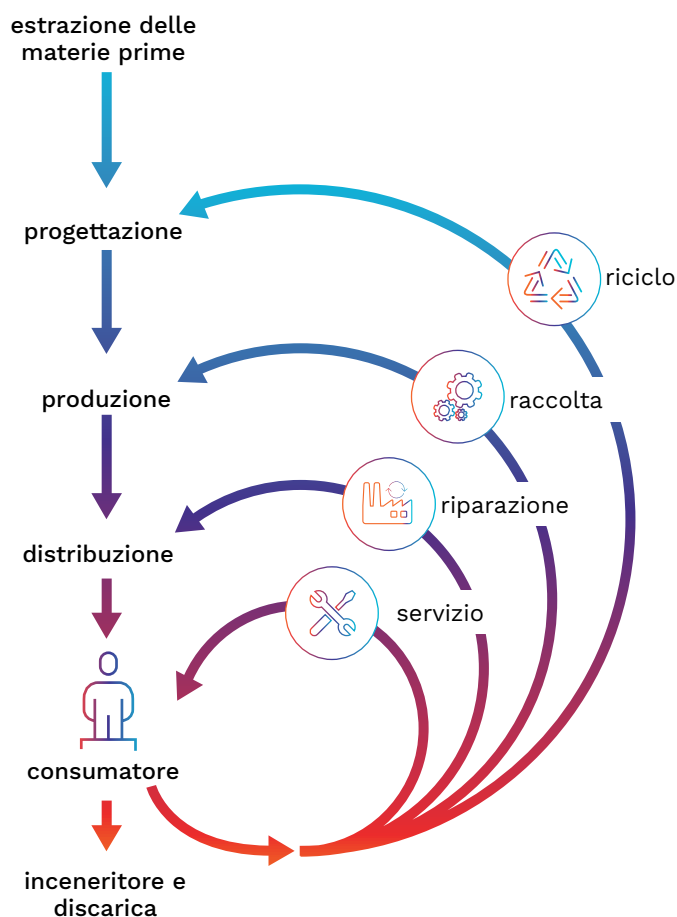 estrazione delle
materie prime
progettazione
riciclo
produzione
raccolta
riparazione
distribuzione
servizio
consumatore
inceneritore e
discarica